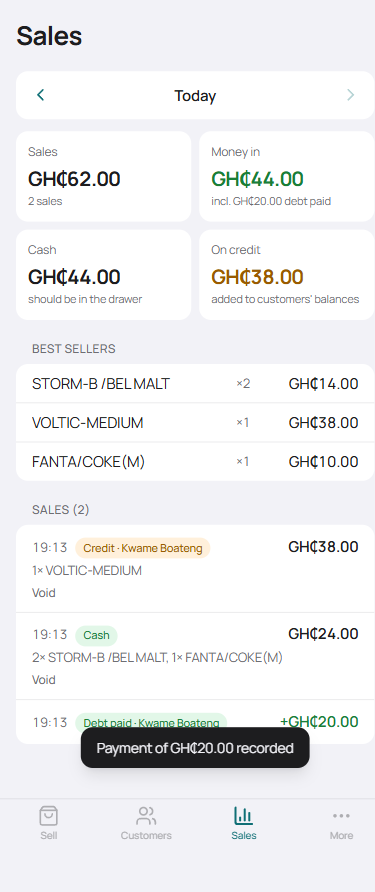 Sales
Today
Sales
GH₵62.00
2 sales
Money in
GH₵44.00
incl. GH₵20.00 debt paid
Cash
GH₵44.00
should be in the drawer
On credit
GH₵38.00
added to customers' balances
BEST SELLERS
STORM-B /BEL MALT ×2 GH₵14.00
VOLTIC-MEDIUM ×1 GH₵38.00
FANTA/COKE(M) ×1 GH₵10.00
SALES (2)
19:13 Credit · Kwame Boateng GH₵38.00
1× VOLTIC-MEDIUM
Void
19:13 Cash GH₵24.00
2× STORM-B /BEL MALT, 1× FANTA/COKE(M)
Void
19:13 Debt paid · Kwame Boateng +GH₵20.00
Payment of GH₵20.00 recorded
Sell Customers Sales More